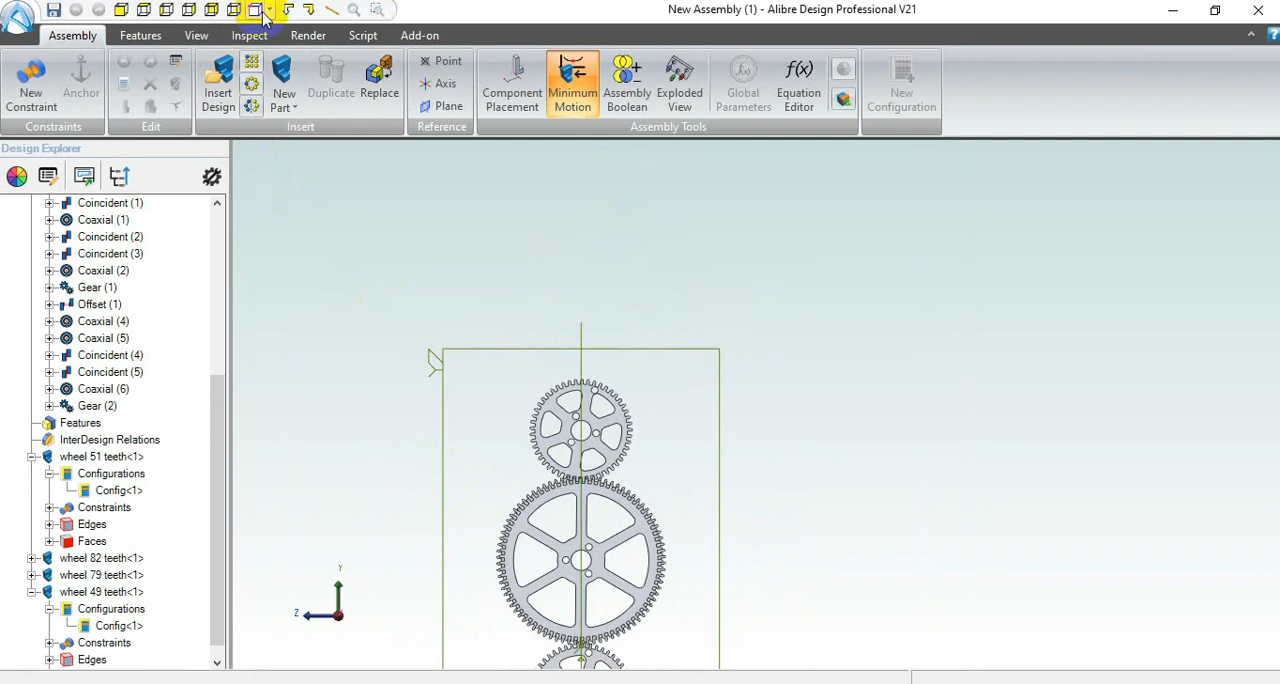 New Assembly (1) - Alibre Design Professional V21
Assembly Features View Inspect Render Script Add-on
New Constraint
Anchor
Constraints
Edit
Insert Design
New Part
Duplicate
Replace
Insert
Point
Axis
Plane
Reference
Component Placement
Minimum Motion
Assembly Boolean
Exploded View
Global Parameters
f(x)
Equation Editor
Assembly Tools
New Configuration
Design Explorer
Coincident (1)
Coaxial (1)
Coincident (2)
Coincident (3)
Coaxial (2)
Gear (1)
Offset (1)
Coaxial (4)
Coaxial (5)
Coincident (4)
Coincident (5)
Coaxial (6)
Gear (2)
Features
InterDesign Relations
wheel 51 teeth<1>
Configurations
Config<1>
Constraints
Edges
Faces
wheel 82 teeth<1>
wheel 79 teeth<1>
wheel 49 teeth<1>
Configurations
Config<1>
Constraints
Edges
Y
Z